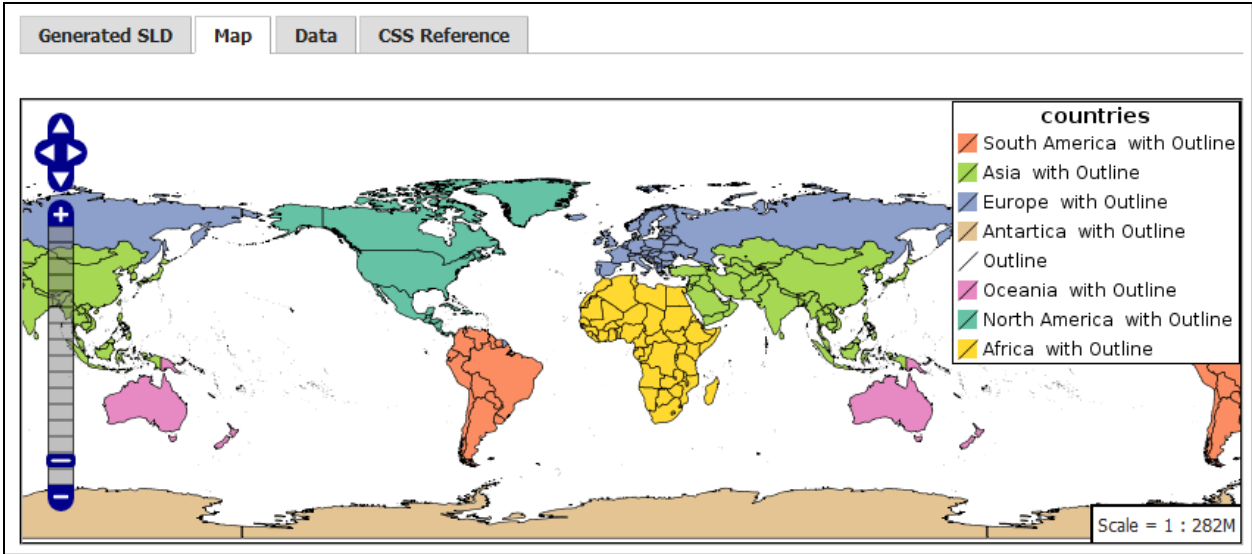 Generated SLD Map Data CSS Reference
countries
South America with Outline
Asia with Outline
Europe with Outline
Antartica with Outline
Outline
Oceania with Outline
North America with Outline
Africa with Outline
Scale = 1 : 282M